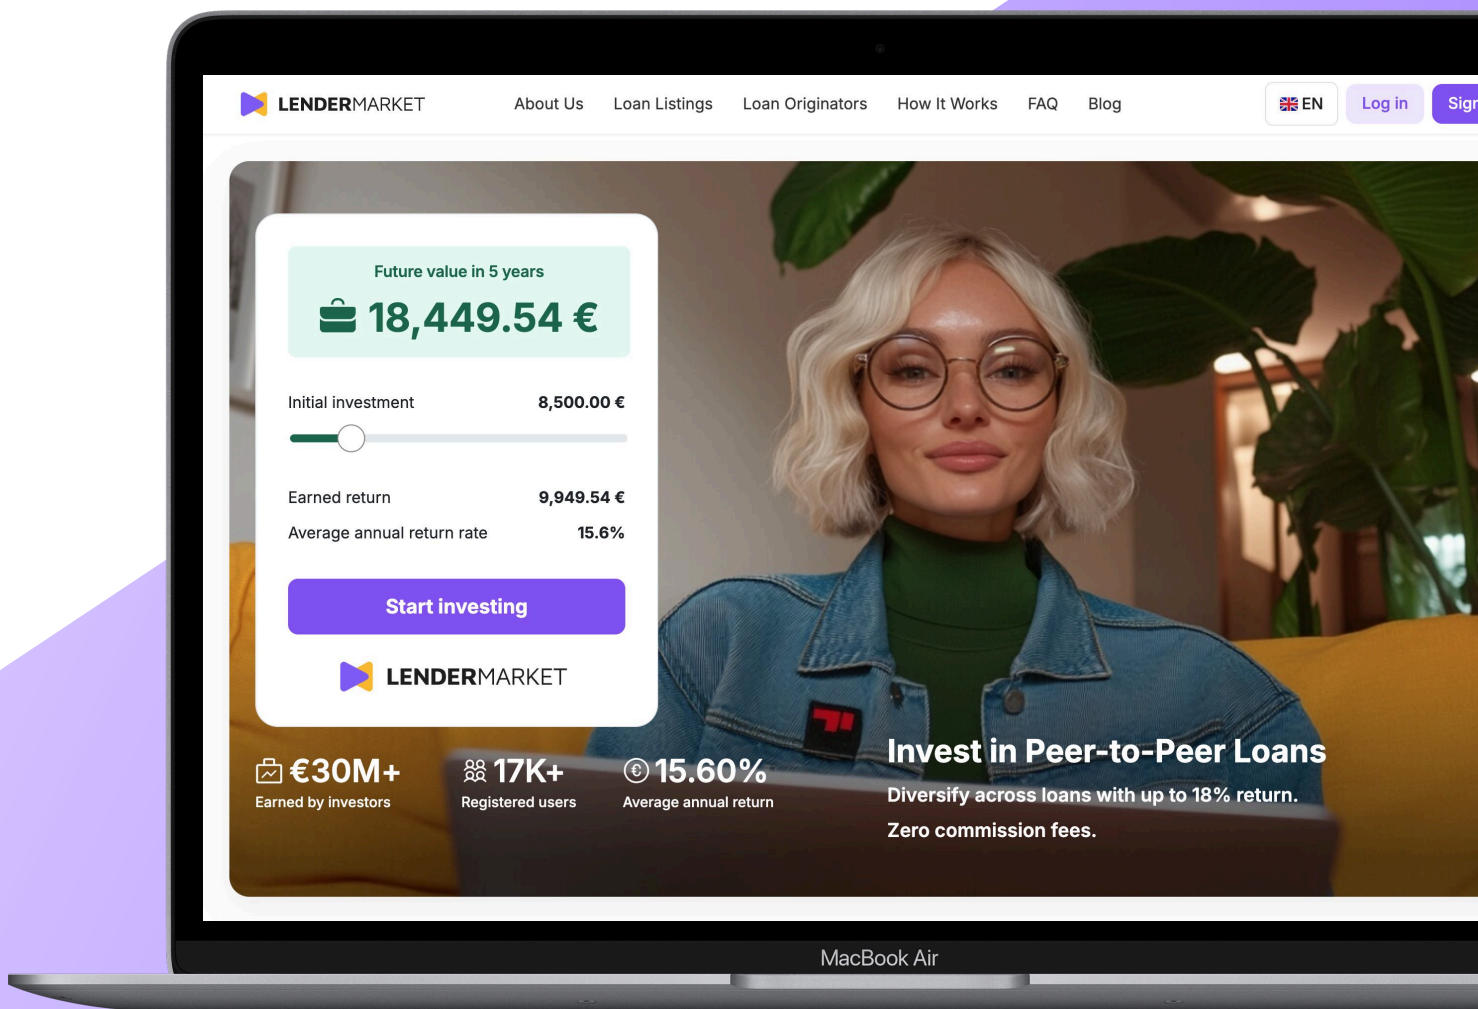 LENDERMARKET
About Us
Loan Listings
Loan Originators
How It Works
FAQ
Blog
EN
Log in
Future value in 5 years
18,449.54 €
Initial investment 8,500.00 €
Earned return 9,949.54 €
Average annual return rate 15.6%
Start investing
LENDERMARKET
€30M+
Earned by investors
17K+
Registered users
15.60%
Average annual return
Invest in Peer-to-Peer Loans
Diversify across loans with up to 18% return.
Zero commission fees.
MacBook Air